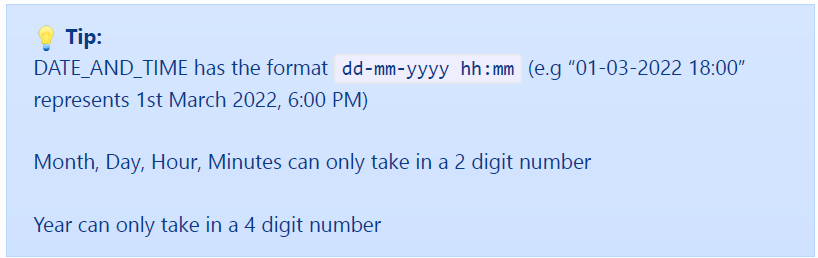 💡 Tip:
DATE_AND_TIME has the format dd-mm-yyyy hh:mm (e.g “01-03-2022 18:00”
represents 1st March 2022, 6:00 PM)
Month, Day, Hour, Minutes can only take in a 2 digit number
Year can only take in a 4 digit number